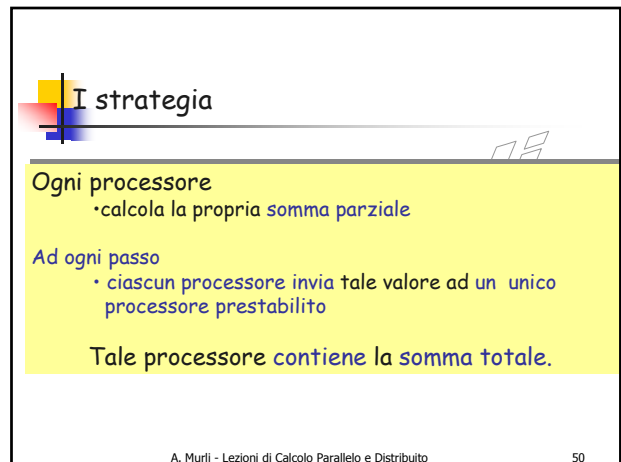 I strategia
Ogni processore
•calcola la propria somma parziale
Ad ogni passo
• ciascun processore invia tale valore ad un unico
processore prestabilito
Tale processore contiene la somma totale.
A. Murli - Lezioni di Calcolo Parallelo e Distribuito 50